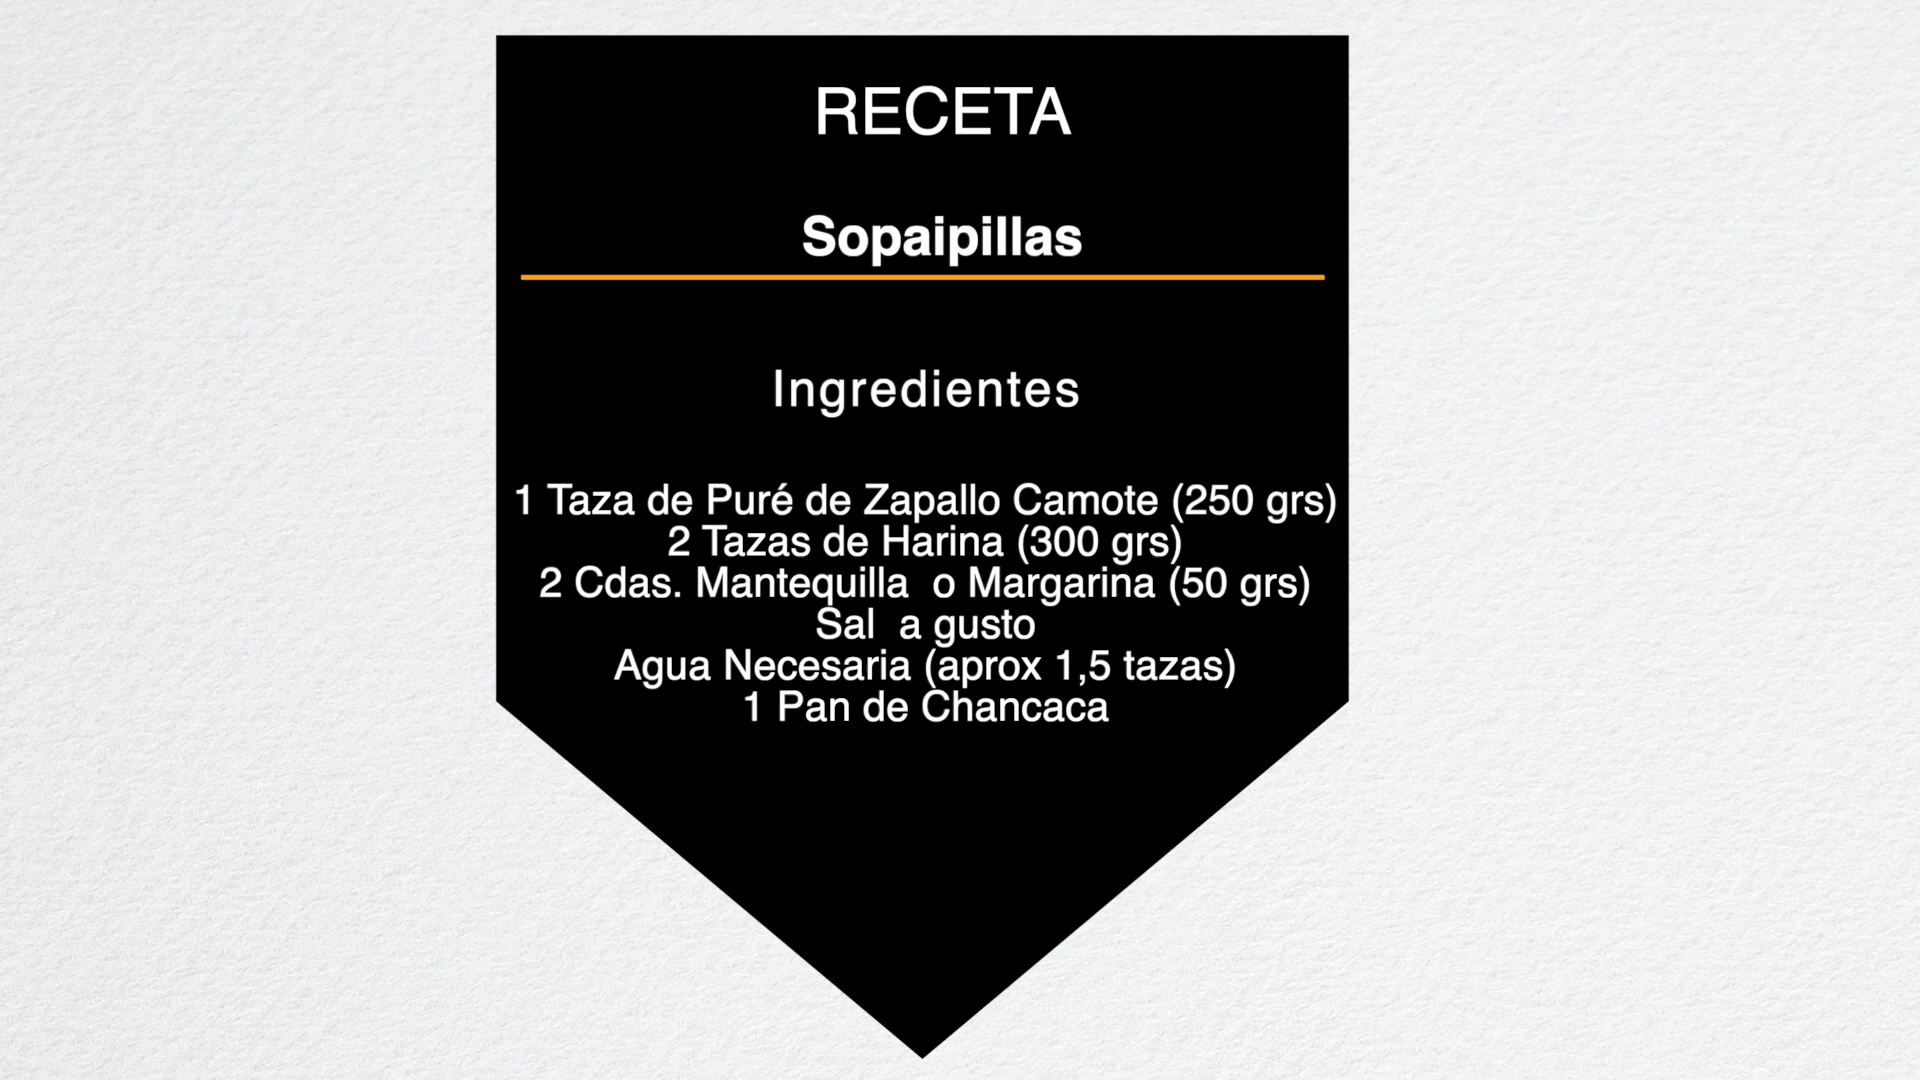 RECETA
Sopaipillas
Ingredientes
1 Taza de Puré de Zapallo Camote (250 grs)
2 Tazas de Harina (300 grs)
2 Cdas. Mantequilla  o Margarina (50 grs)
Sal  a gusto
Agua Necesaria (aprox 1,5 tazas)
1 Pan de Chancaca